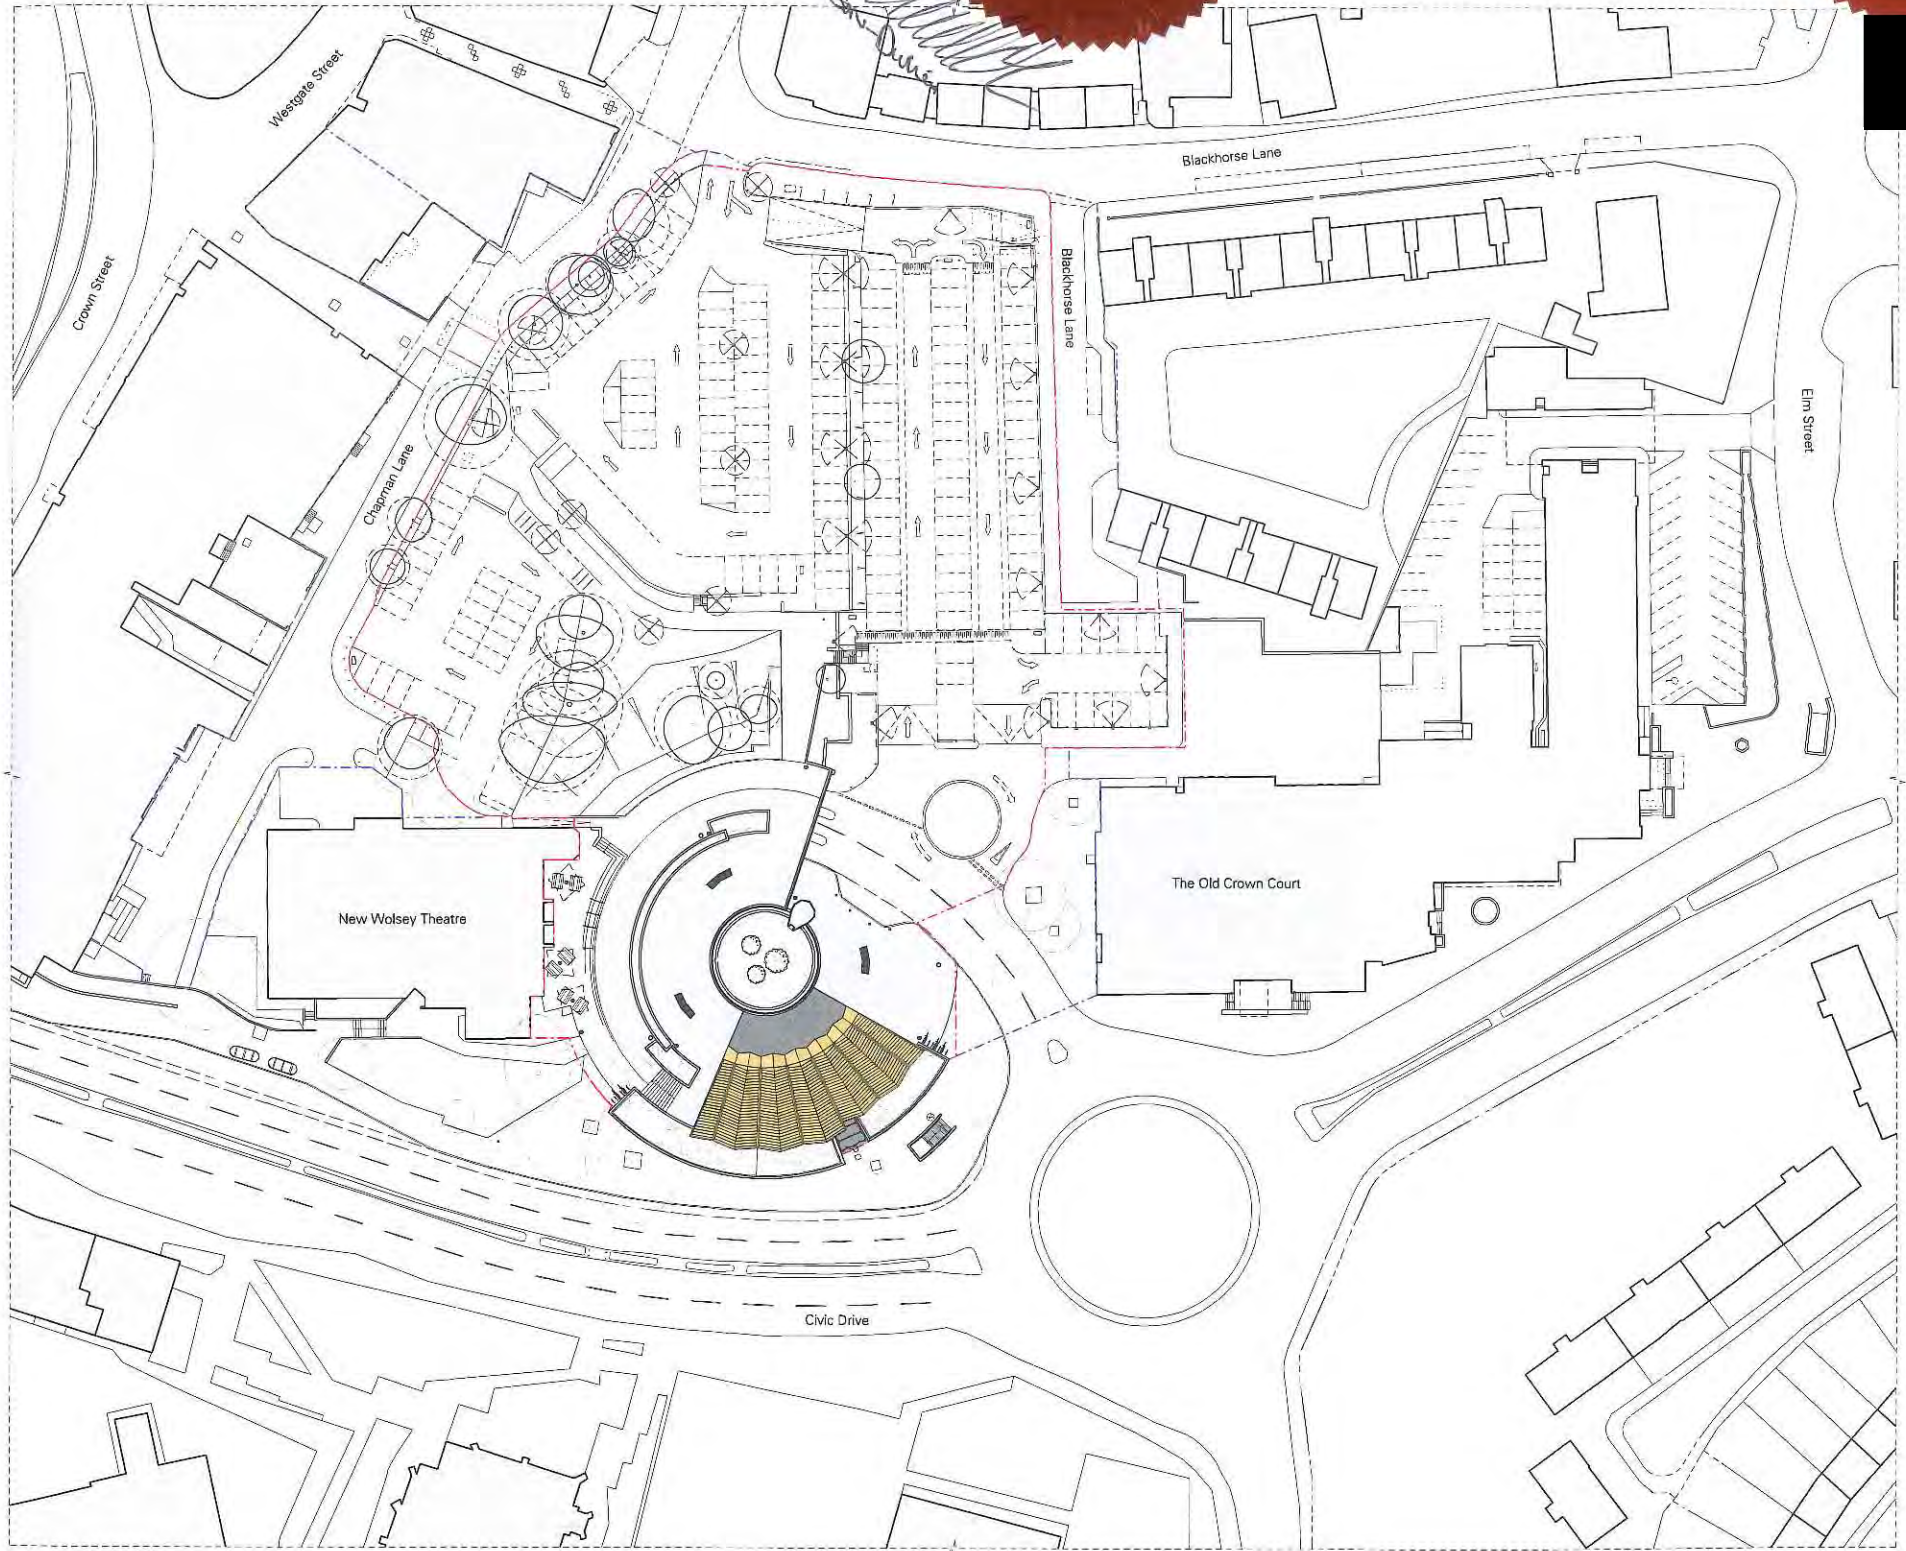 Westgate Street
Blackhorse Lane
Crown Street
Blackhorse Lane
Elm Street
Chapman Lane
The Old Crown Court
New Wolsey Theatre
Civic Drive